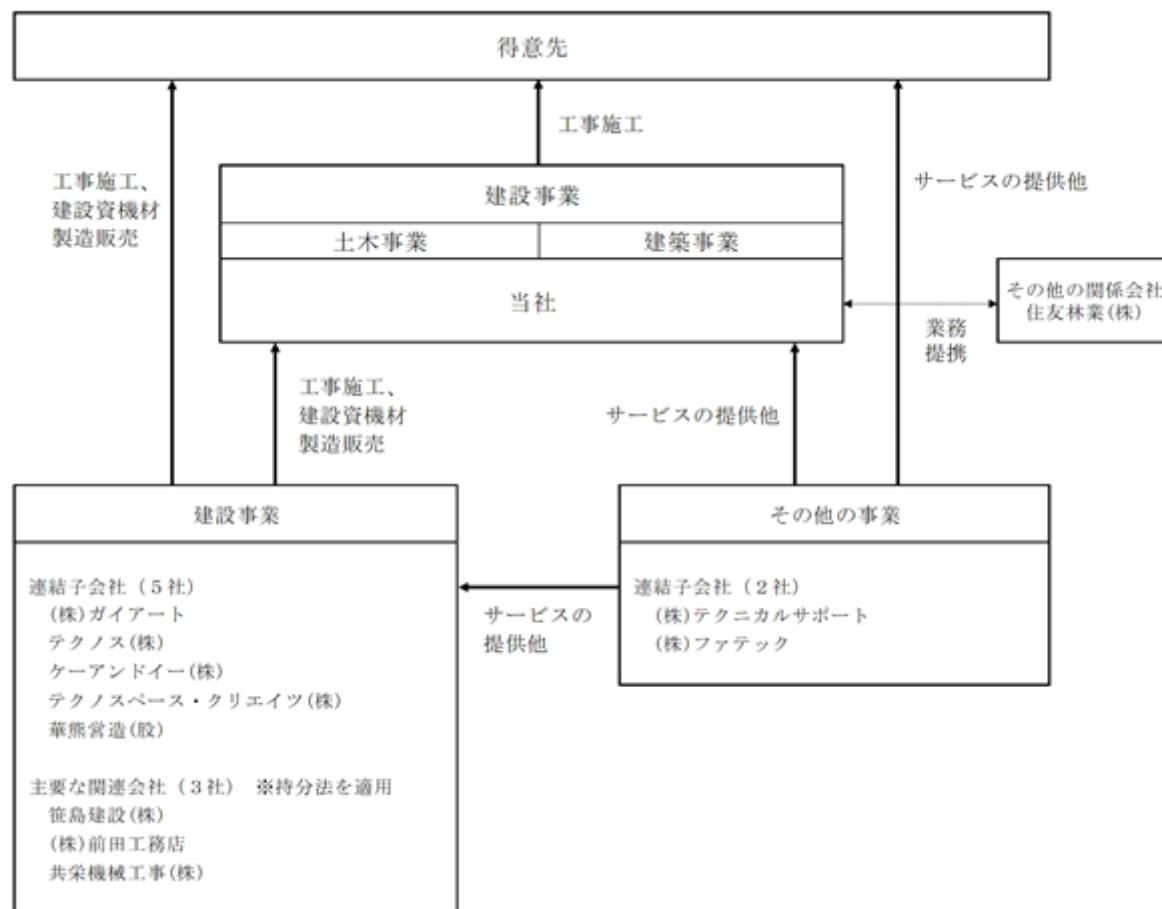 得意先
工事施工
工事施工、
建設資機材
製造販売
サービスの提供他
建設事業
土木事業
建築事業
当社
その他の関係会社
住友林業(株)
業務
提携
工事施工、
建設資機材
製造販売
サービスの提供他
建設事業
連結子会社(5社)
(株)ガイアート
テクノス(株)
ケーアンドイー(株)
テクノスペース・クリエイツ(株)
華熊営造(股)
主要な関連会社(3社) ※持分法を適用
笹島建設(株)
(株)前田工務店
共栄機械工事(株)
サービスの
提供他
その他の事業
連結子会社(2社)
(株)テクニカルサポート
(株)ファテック